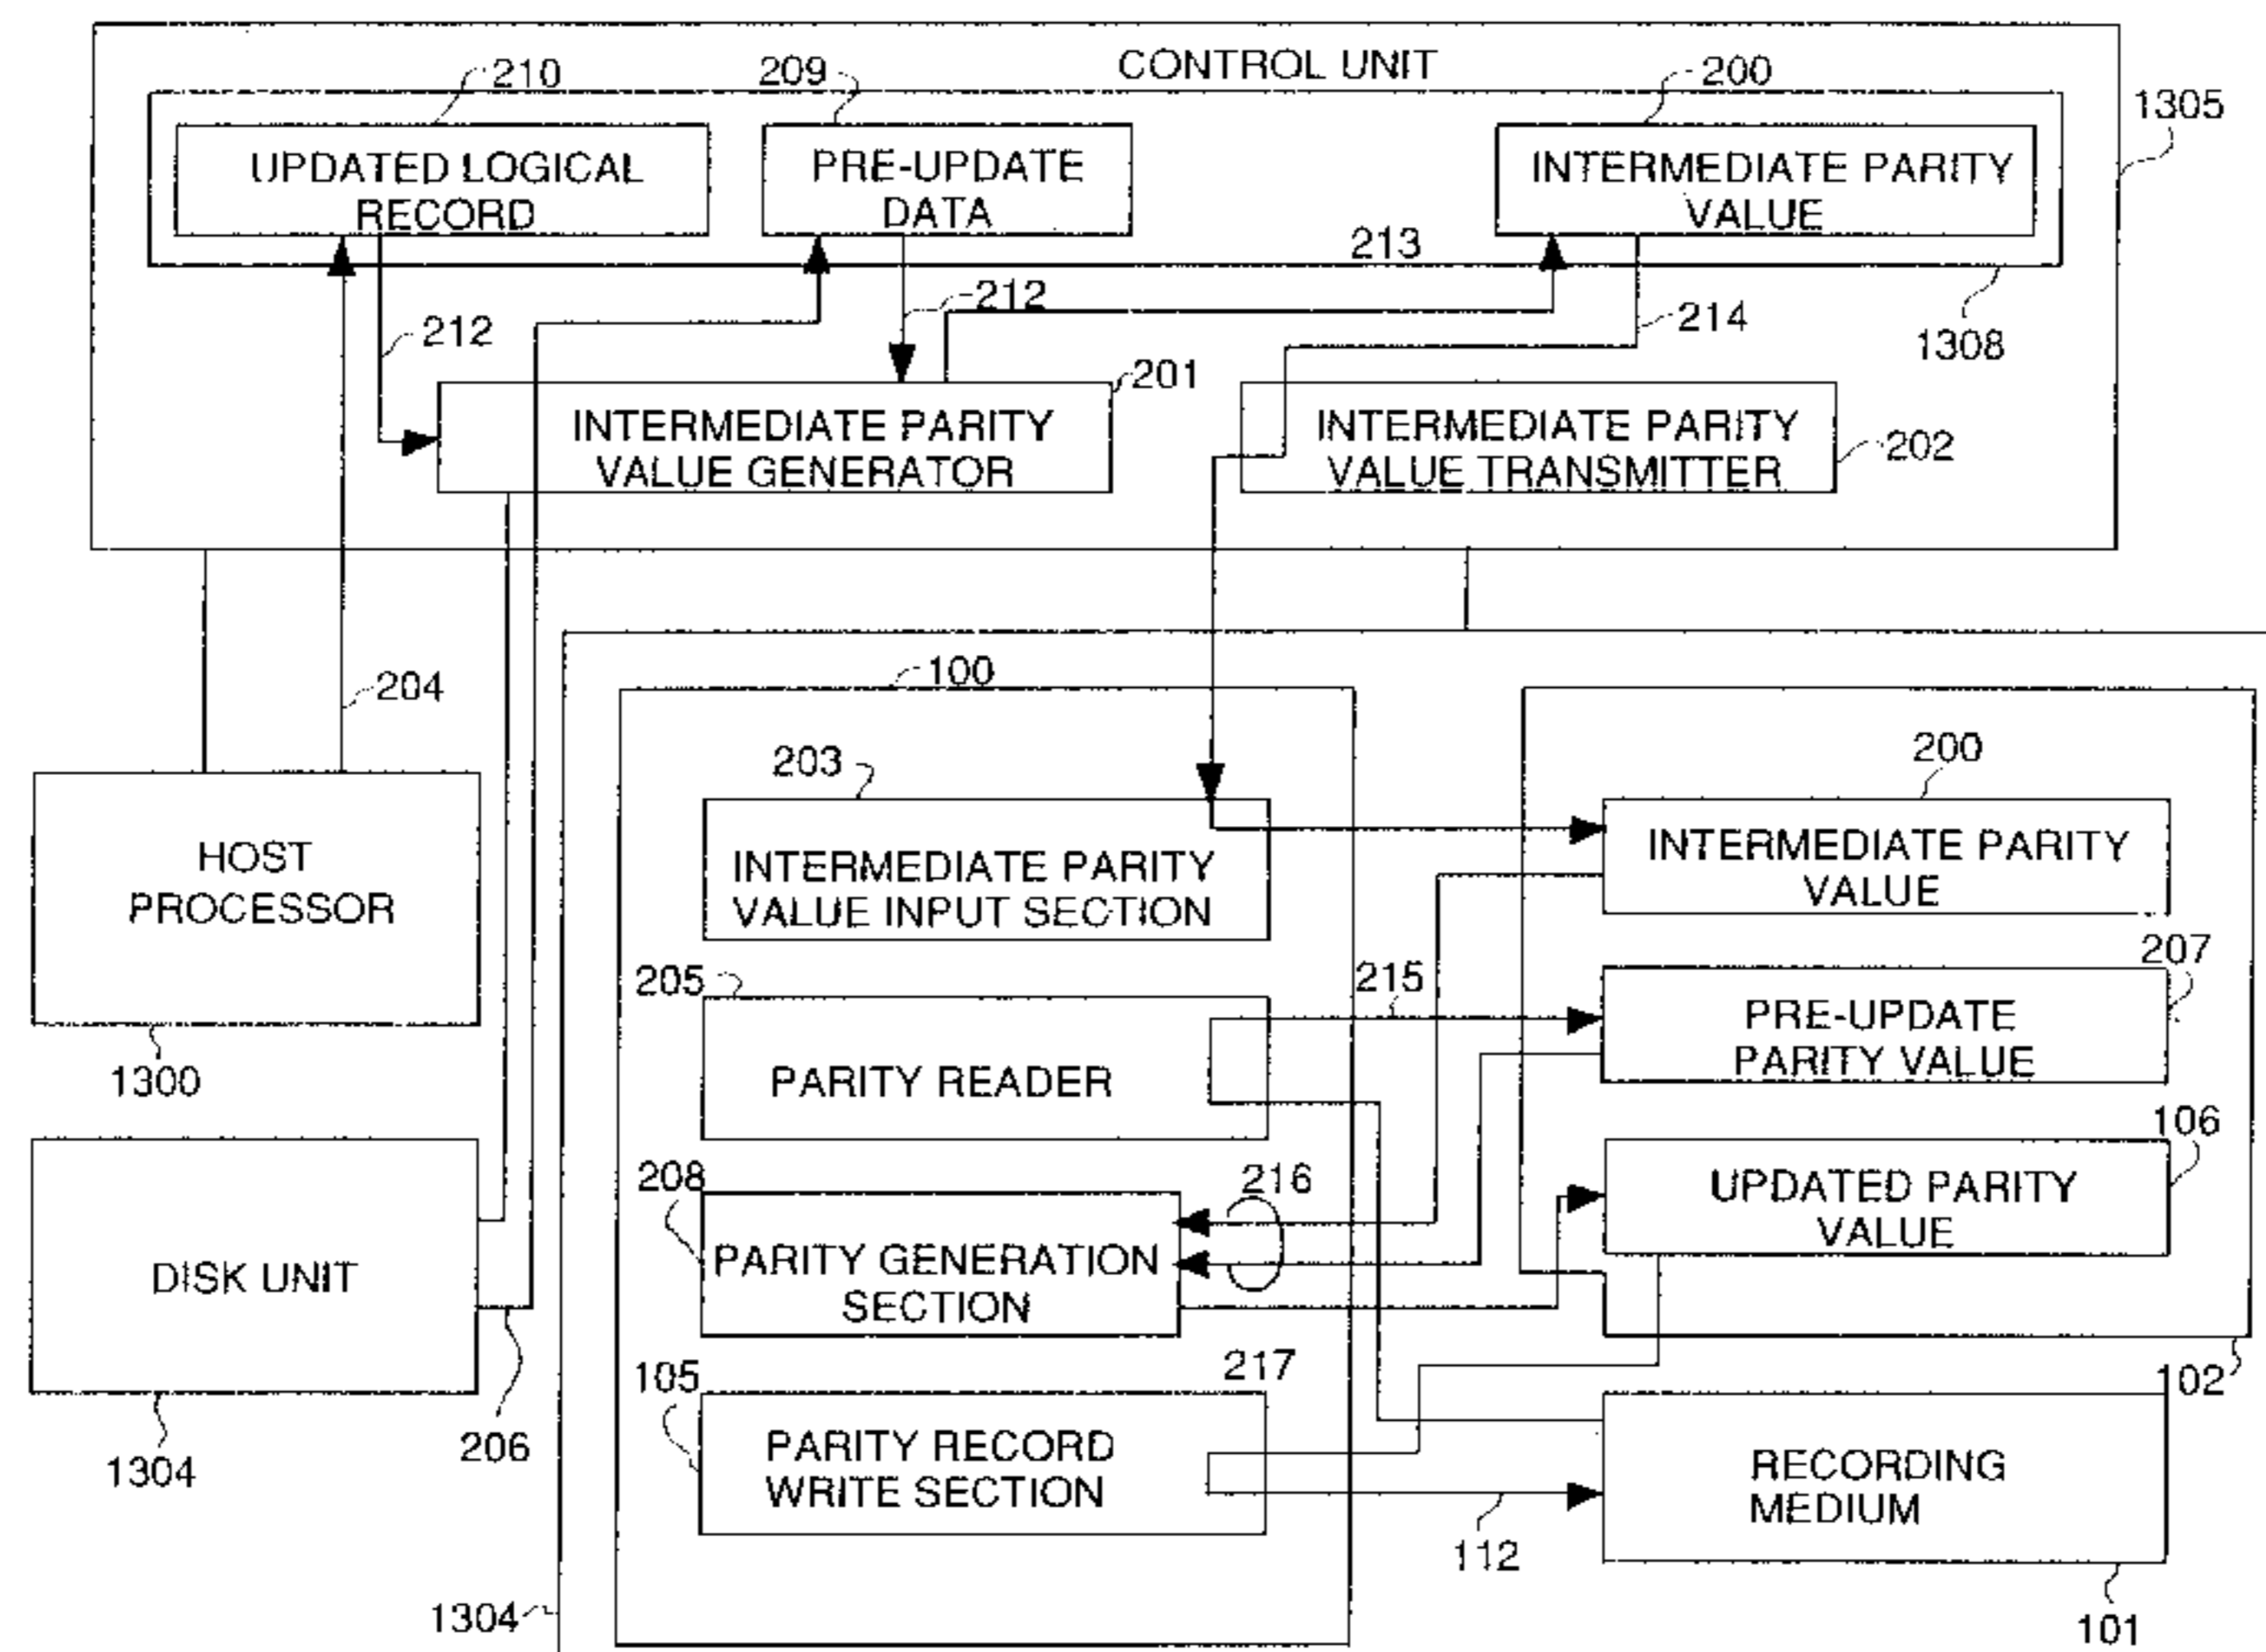 CONTROL UNIT
210
209
200
1305
UPDATED LOGICAL
RECORD
PRE-UPDATE
DATA
INTERMEDIATE PARITY
VALUE
213
212
212
214
1308
201
INTERMEDIATE PARITY
VALUE GENERATOR
INTERMEDIATE PARITY
VALUE TRANSMITTER
202
204
100
203
200
HOST
PROCESSOR
INTERMEDIATE PARITY
VALUE INPUT SECTION
INTERMEDIATE PARITY
VALUE
207
205
215
1300
PARITY READER
PRE-UPDATE
PARITY VALUE
106
208
216
UPDATED PARITY
VALUE
DISK UNIT
PARITY GENERATION
SECTION
105
217
102
206
1304
PARITY RECORD
WRITE SECTION
RECORDING
MEDIUM
112
1304
101